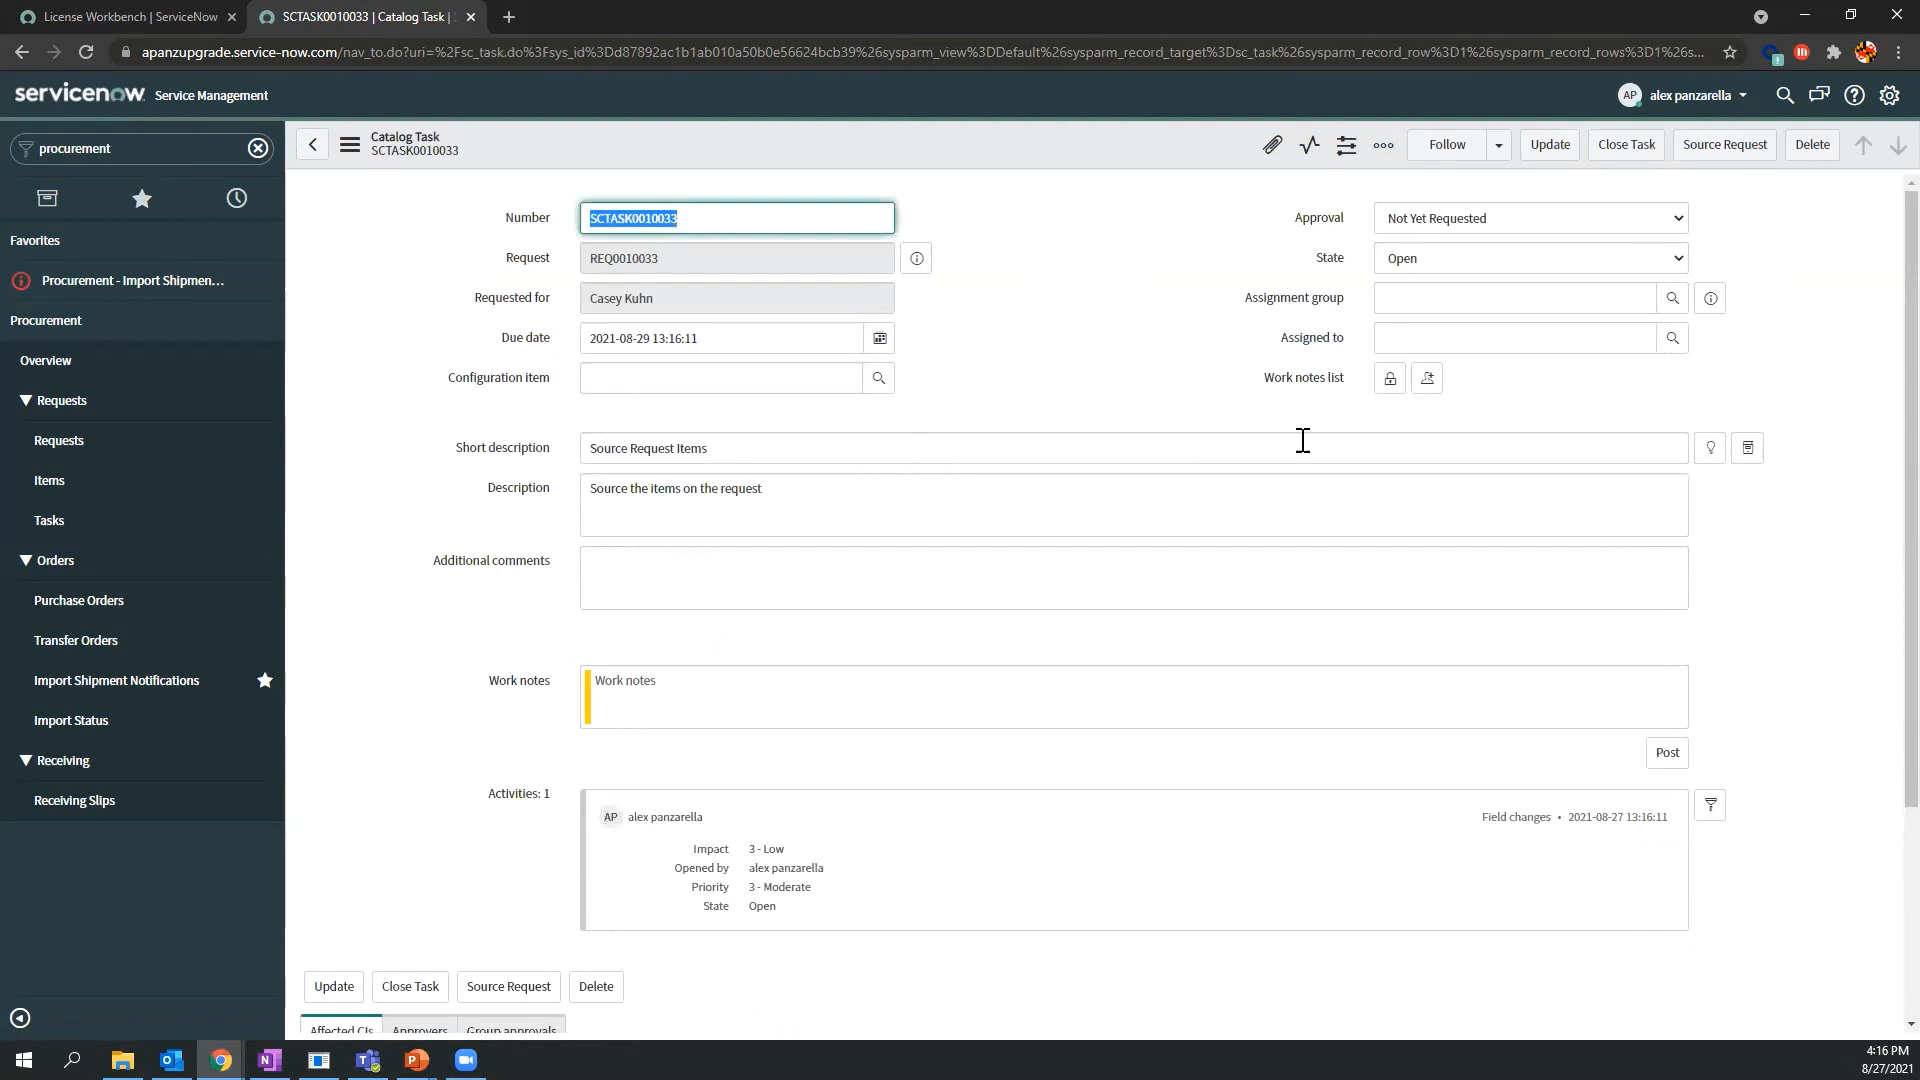 License Workbench | ServiceNow
SCTASK0010033 | Catalog Task |
apanzupgrade.service-now.com/nav_to.do?uri=%2Fsc_task.do%3Fsys_id%3Dd87892ac1b1ab010a50b0e56624bcb39%26sysparm_view%3DDefault%26sysparm_record_target%3Dsc_task%26sysparm_record_row%3D1%26sysparm_record_rows%3D1%26s...
servicenow Service Management
AP alex panzarella
procurement
Catalog Task
SCTASK0010033
Follow Update Close Task Source Request Delete
Favorites
Procurement - Import Shipmen...
Procurement
Overview
Requests
Requests
Items
Tasks
Orders
Purchase Orders
Transfer Orders
Import Shipment Notifications
Import Status
Receiving
Receiving Slips
Number SCTASK0010033
Request REQ0010033
Requested for Casey Kuhn
Due date 2021-08-29 13:16:11
Configuration item
Approval Not Yet Requested
State Open
Assignment group
Assigned to
Work notes list
Short description Source Request Items
Description Source the items on the request
Additional comments
Work notes Work notes
Post
Activities: 1
AP alex panzarella Field changes • 2021-08-27 13:16:11
Impact 3 - Low
Opened by alex panzarella
Priority 3 - Moderate
State Open
Update Close Task Source Request Delete
Affected CIs Approvers Group approvals
4:16 PM
8/27/2021